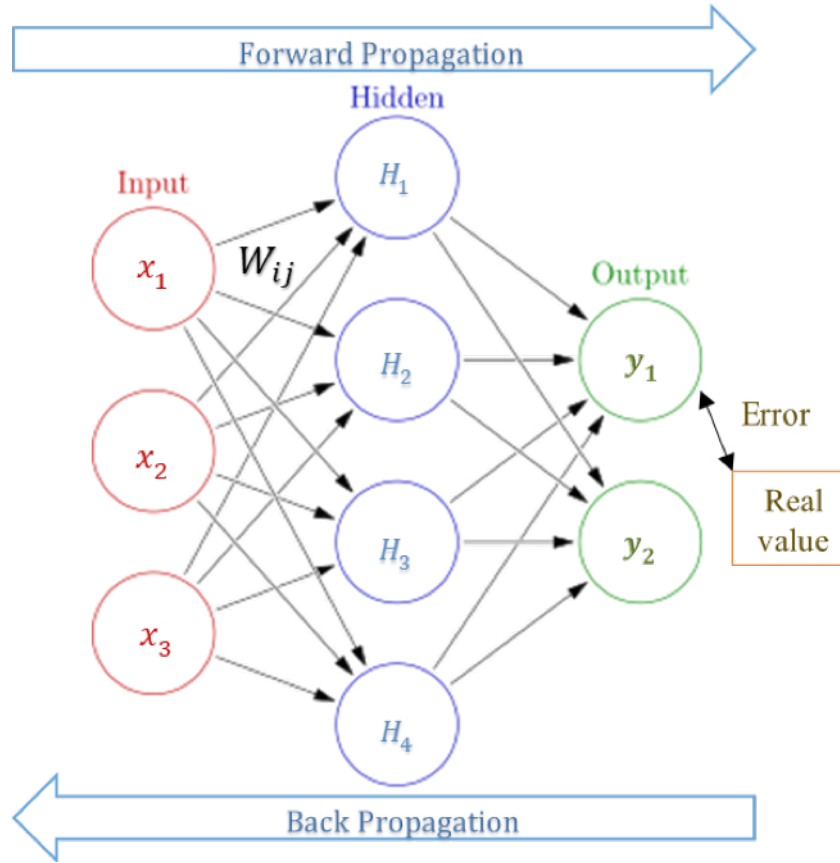 Forward Propagation
Hidden
Input
Output
x₁
x₂
x₃
W_ij
H₁
H₂
H₃
H₄
y₁
y₂
Error
Real
value
Back Propagation